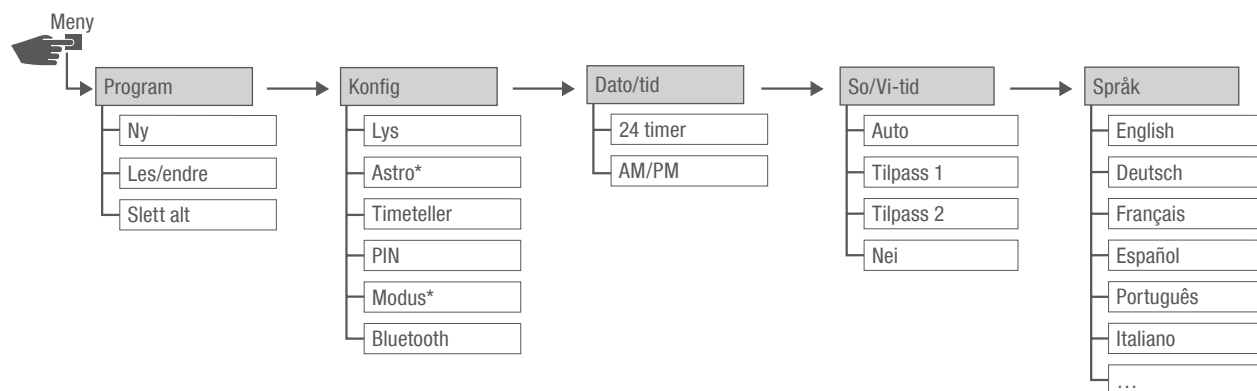 Meny
Program
Ny
Les/endre
Slett alt
Konfig
Lys
Astro*
Timeteller
PIN
Modus*
Bluetooth
Dato/tid
24 timer
AM/PM
So/Vi-tid
Auto
Tilpass 1
Tilpass 2
Nei
Språk
English
Deutsch
Français
Español
Português
Italiano
…